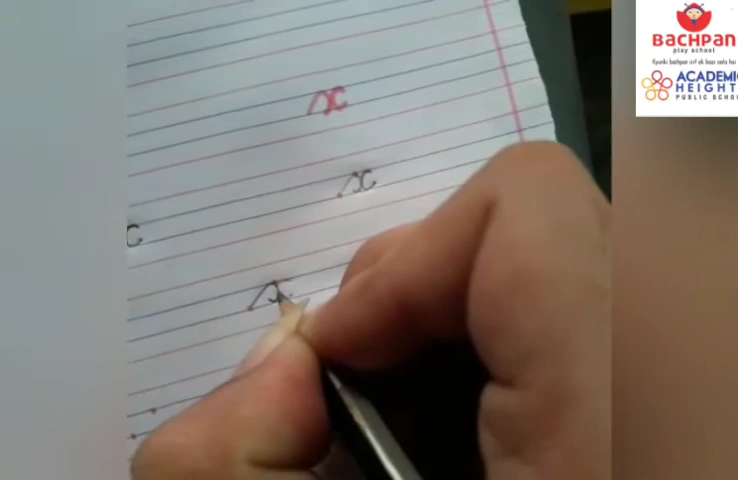 BACHPAN
play school
Kyunki bachpan sirf ek baar aata hai
ACADEMIC
HEIGHTS
PUBLIC SCHOOL
x
x
c